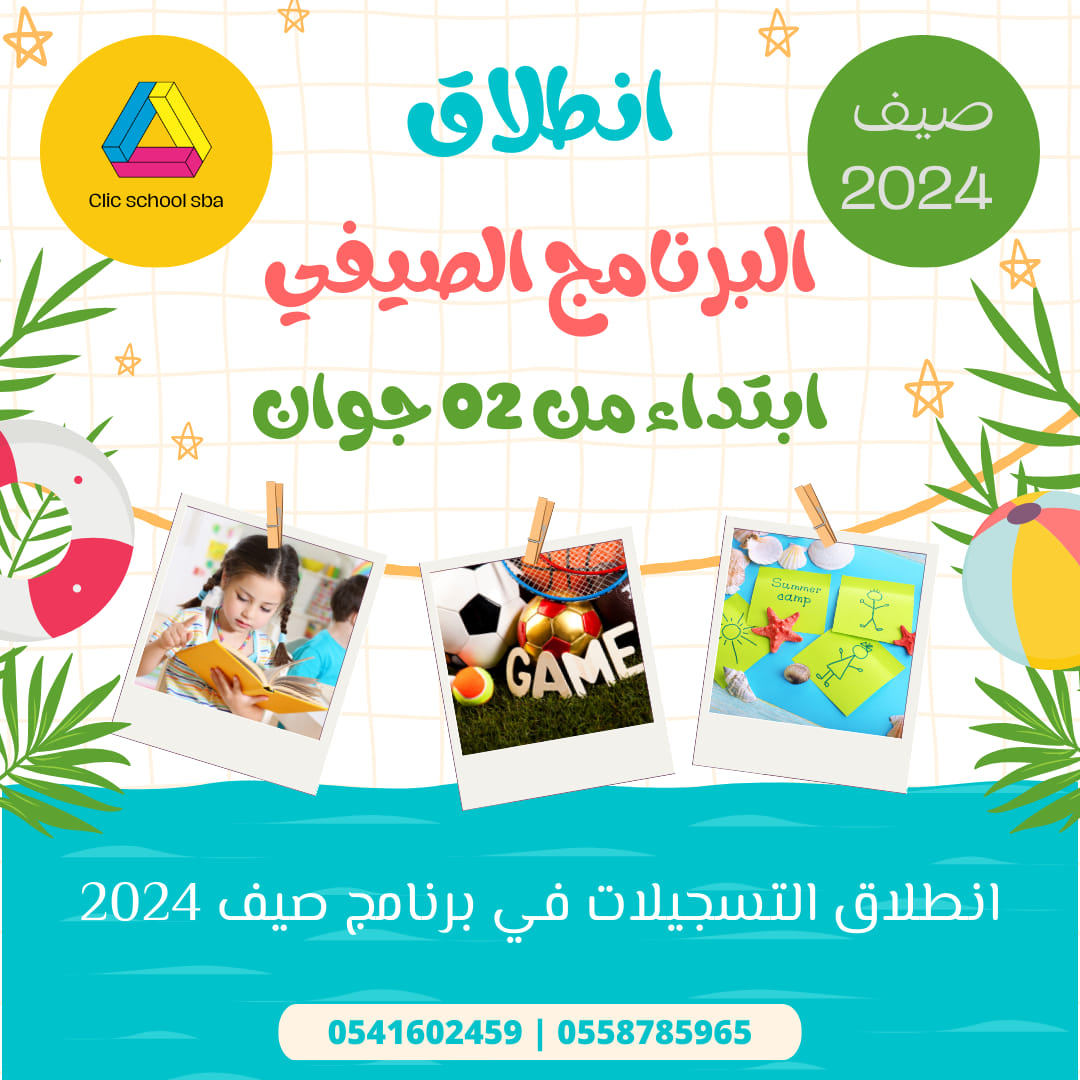 Clic school sba
صيف
2024
انطلاق
البرنامج الصيفي
ابتداء من 02 جوان
GAME
Summer
camp
انطلاق التسجيلات في برنامج صيف 2024
0541602459 | 0558785965